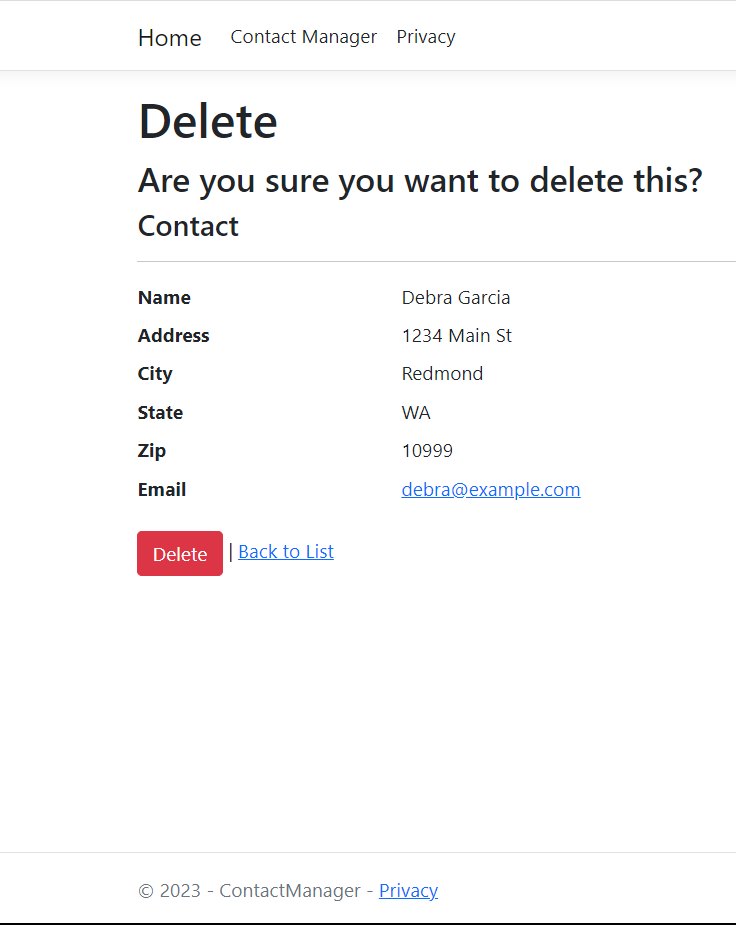 Home Contact Manager Privacy
Delete
Are you sure you want to delete this?
Contact
Name Debra Garcia
Address 1234 Main St
City Redmond
State WA
Zip 10999
Email debra@example.com
Delete | Back to List
© 2023 - ContactManager - Privacy